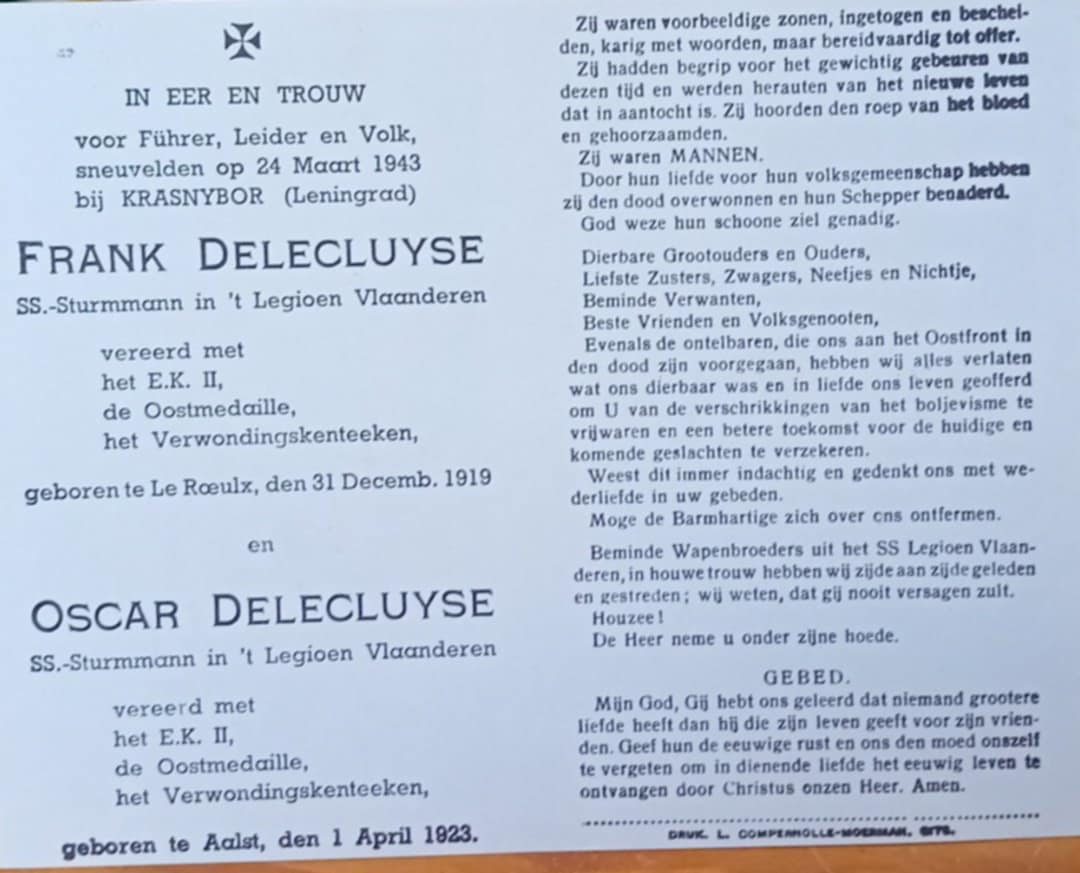 IN EER EN TROUW
voor Führer, Leider en Volk,
sneuvelden op 24 Maart 1943
bij KRASNYBOR (Leningrad)
FRANK DELECLUYSE
SS.-Sturmmann in 't Legioen Vlaanderen
vereerd met
het E.K. II,
de Oostmedaille,
het Verwondingskenteeken,
geboren te Le Rœulx, den 31 Decemb. 1919
en
OSCAR DELECLUYSE
SS.-Sturmmann in 't Legioen Vlaanderen
vereerd met
het E.K. II,
de Oostmedaille,
het Verwondingskenteeken,
geboren te Aalst, den 1 April 1923.
Zij waren voorbeeldige zonen, ingetogen en beschei-
den, karig met woorden, maar bereidvaardig tot offer.
Zij hadden begrip voor het gewichtig gebeuren van
dezen tijd en werden herauten van het nieuwe leven
dat in aantocht is. Zij hoorden den roep van het bloed
en gehoorzaamden.
Zij waren MANNEN.
Door hun liefde voor hun volksgemeenschap hebben
zij den dood overwonnen en hun Schepper benaderd.
God weze hun schoone ziel genadig.
Dierbare Grootouders en Ouders,
Liefste Zusters, Zwagers, Neefjes en Nichtje,
Beminde Verwanten,
Beste Vrienden en Volksgenooten,
Evenals de ontelbaren, die ons aan het Oostfront in
den dood zijn voorgegaan, hebben wij alles verlaten
wat ons dierbaar was en in liefde ons leven geofferd
om U van de verschrikkingen van het boljevisme te
vrijwaren en een betere toekomst voor de huidige en
komende geslachten te verzekeren.
Weest dit immer indachtig en gedenkt ons met we-
derliefde in uw gebeden.
Moge de Barmhartige zich over ons ontfermen.
Beminde Wapenbroeders uit het SS Legioen Vlaan-
deren, in houwe trouw hebben wij zijde aan zijde geleden
en gestreden; wij weten, dat gij nooit versagen zult.
Houzee!
De Heer neme u onder zijne hoede.
GEBED.
Mijn God, Gij hebt ons geleerd dat niemand grootere
liefde heeft dan hij die zijn leven geeft voor zijn vrien-
den. Geef hun de eeuwige rust en ons den moed onszelf
te vergeten om in dienende liefde het eeuwig leven te
ontvangen door Christus onzen Heer. Amen.
DRUK. L. COMPERNOLLE-MOERMAN, GITS.